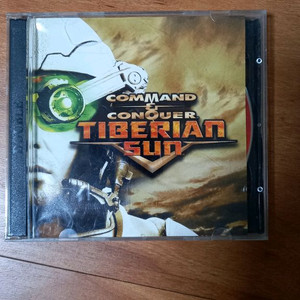 COMMAND
&
CONQUER
TIBERIAN
SUN